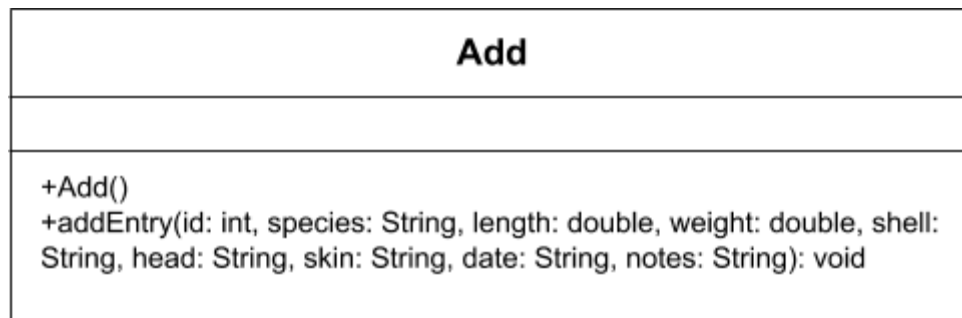 Add
+Add()
+addEntry(id: int, species: String, length: double, weight: double, shell:
String, head: String, skin: String, date: String, notes: String): void